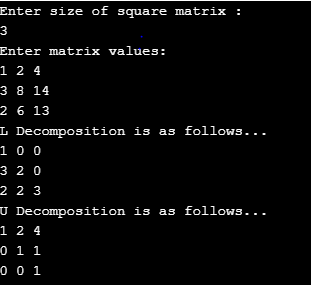 Enter size of square matrix :
3
Enter matrix values:
1 2 4
3 8 14
2 6 13
L Decomposition is as follows...
1 0 0
3 2 0
2 2 3
U Decomposition is as follows...
1 2 4
0 1 1
0 0 1